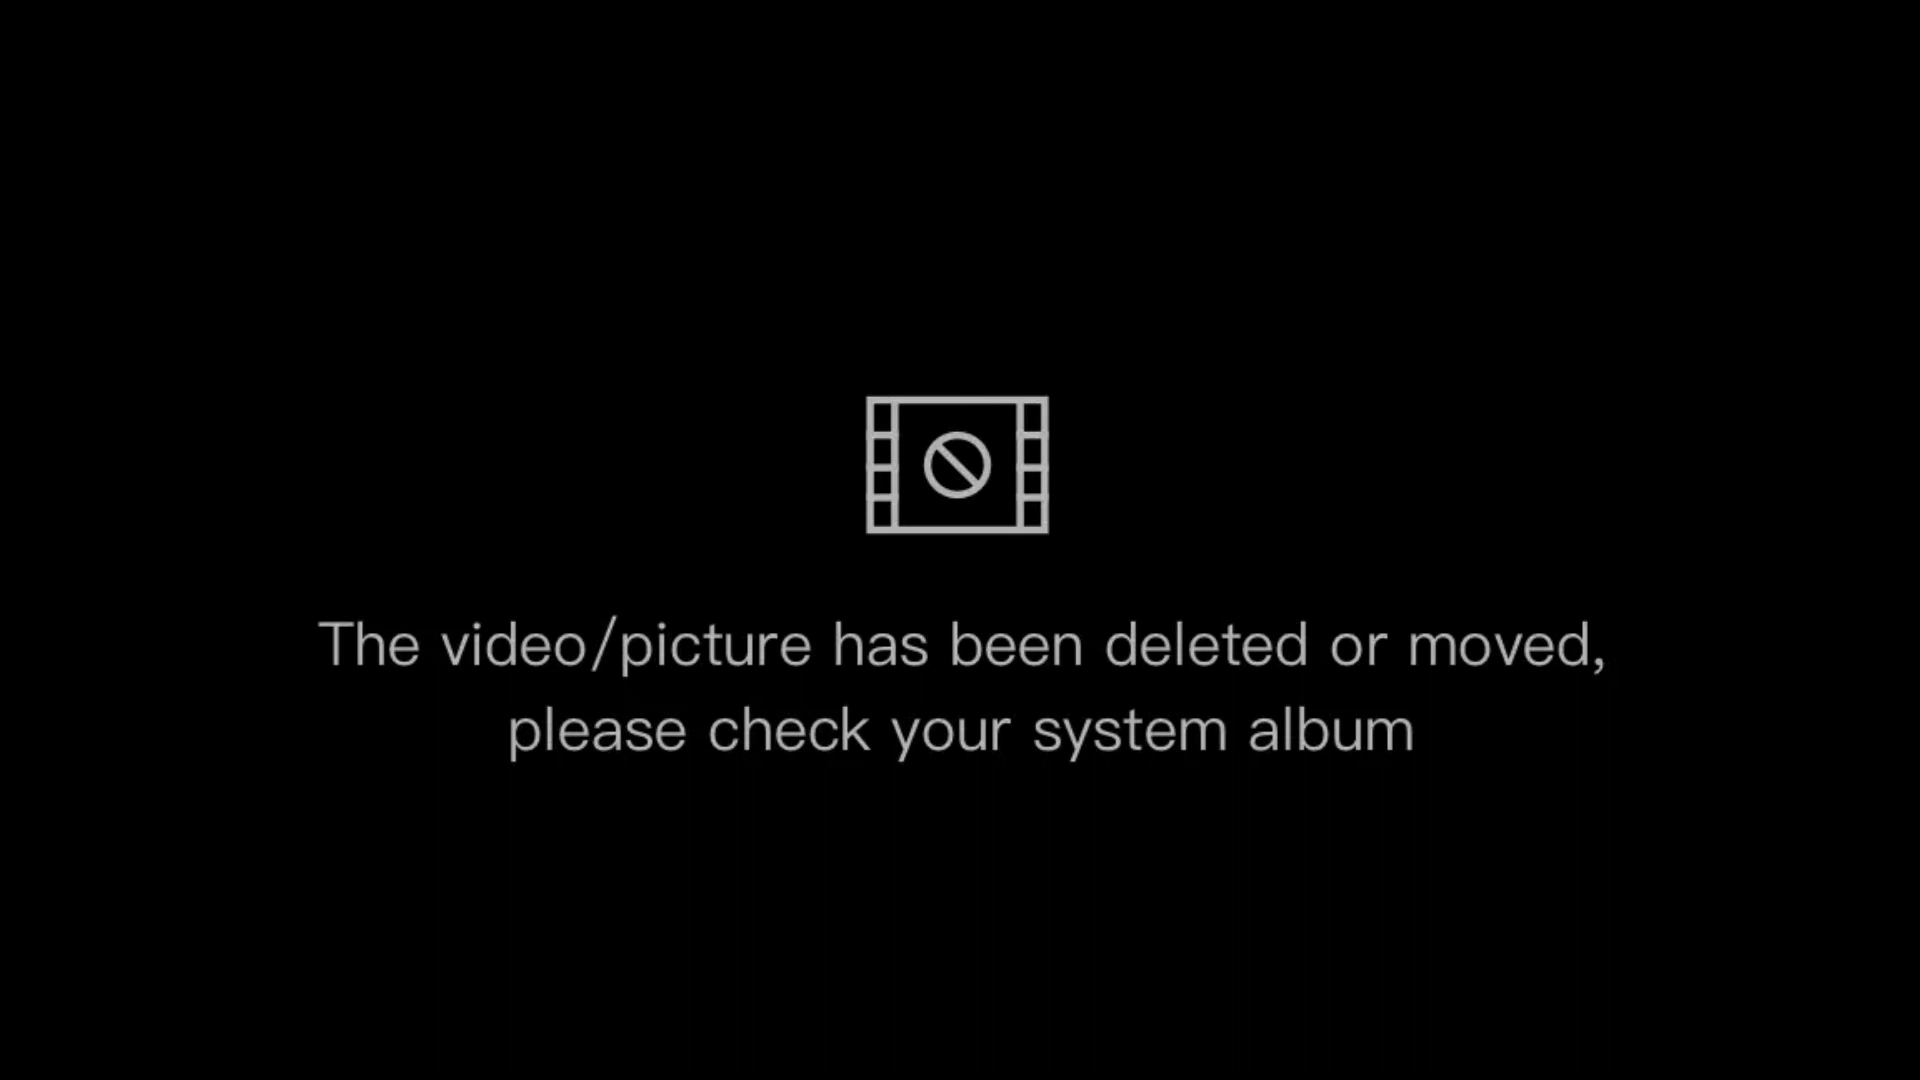 The video/picture has been deleted or moved,
please check your system album